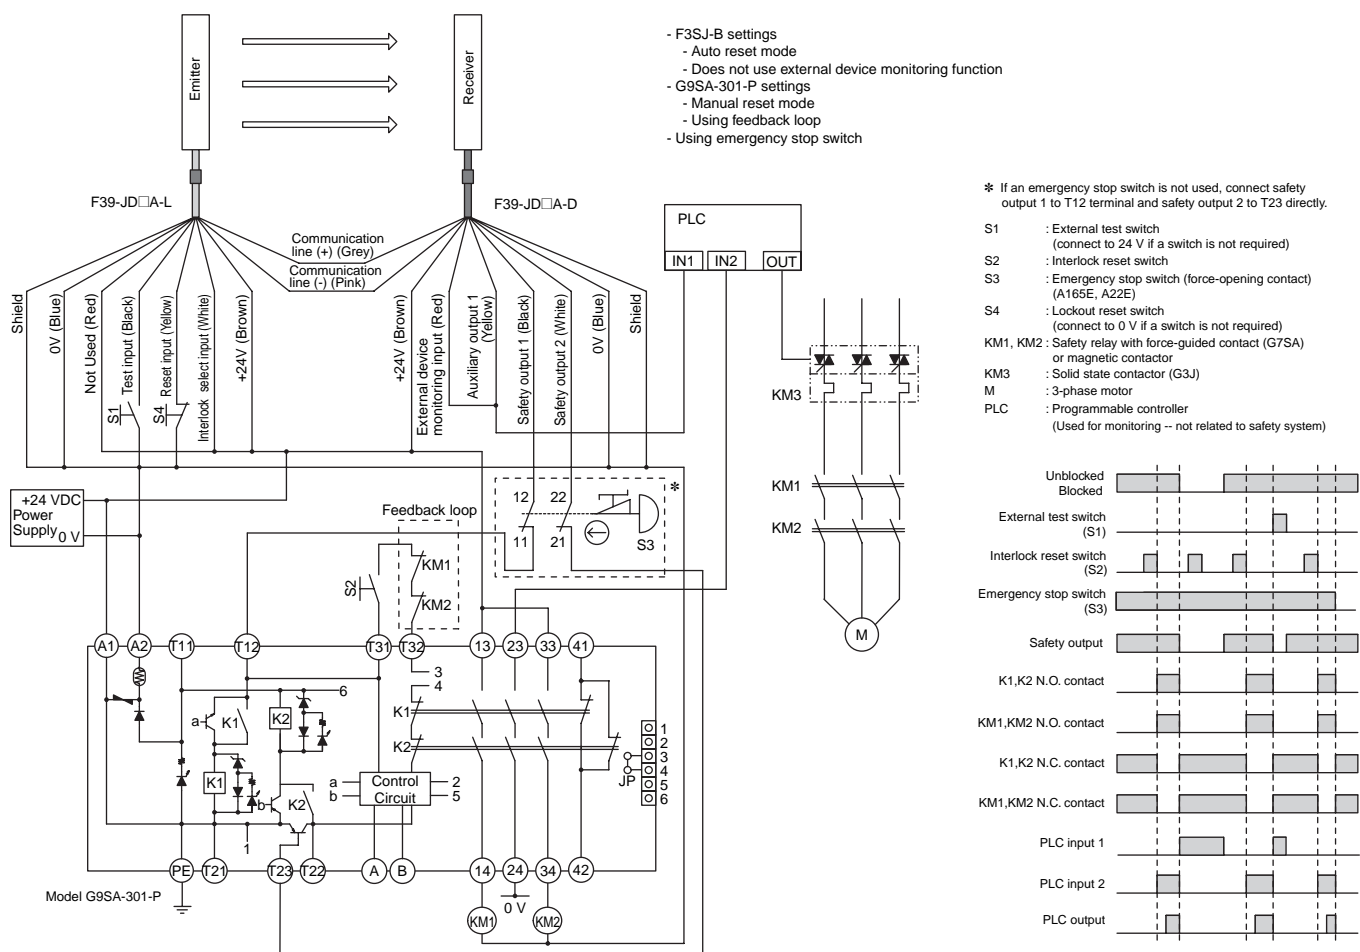 Emitter
Receiver
- F3SJ-B settings
- Auto reset mode
- Does not use external device monitoring function
- G9SA-301-P settings
- Manual reset mode
- Using feedback loop
- Using emergency stop switch
F39-JD□A-L
F39-JD□A-D
Communication
line (+) (Grey)
Communication
line (-) (Pink)
Shield
0V (Blue)
Not Used (Red)
Test input (Black)
Reset input (Yellow)
Interlock select input (White)
+24V (Brown)
+24V (Brown)
External device
monitoring input (Red)
Auxiliary output 1
(Yellow)
Safety output 1 (Black)
Safety output 2 (White)
0V (Blue)
Shield
S1
S4
PLC
IN1
IN2
OUT
KM3
KM1
KM2
M
✻ If an emergency stop switch is not used, connect safety
output 1 to T12 terminal and safety output 2 to T23 directly.
S1 : External test switch
(connect to 24 V if a switch is not required)
S2 : Interlock reset switch
S3 : Emergency stop switch (force-opening contact)
(A165E, A22E)
S4 : Lockout reset switch
(connect to 0 V if a switch is not required)
KM1, KM2 : Safety relay with force-guided contact (G7SA)
or magnetic contactor
KM3 : Solid state contactor (G3J)
M : 3-phase motor
PLC : Programmable controller
(Used for monitoring -- not related to safety system)
+24 VDC
Power
Supply 0 V
Feedback loop
KM1
KM2
S2
12 22
11 21
S3
✻
A1 A2 T11 T12 T31 T32 13 23 33 41
3
4
6
a K1
K2
K1
b K2
1
K1
K2
a
b
Control
Circuit
2
5
JP
1
2
3
4
5
6
PE T21 T23 T22 A B 14 24 34 42
Model G9SA-301-P
0 V
KM1
KM2
Unblocked
Blocked
External test switch
(S1)
Interlock reset switch
(S2)
Emergency stop switch
(S3)
Safety output
K1,K2 N.O. contact
KM1,KM2 N.O. contact
K1,K2 N.C. contact
KM1,KM2 N.C. contact
PLC input 1
PLC input 2
PLC output